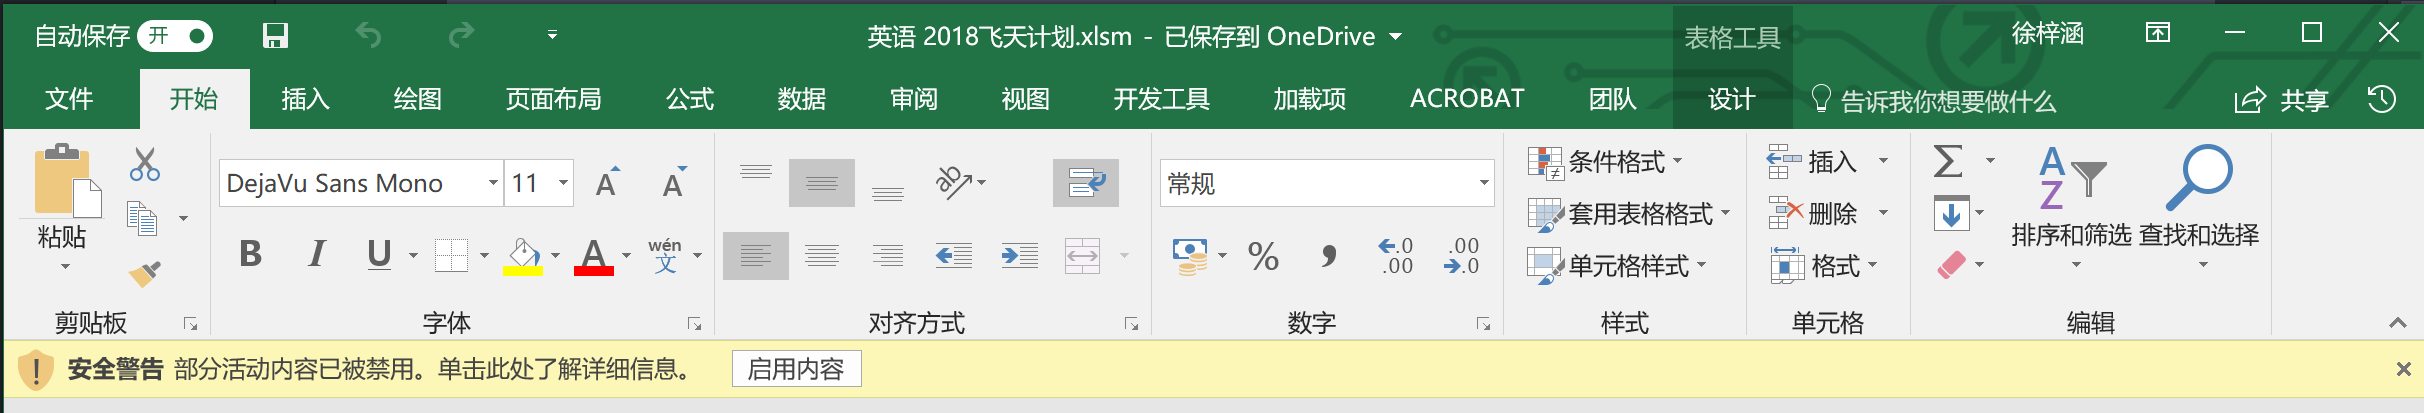 自动保存 开 英语 2018飞天计划.xlsm - 已保存到 OneDrive 表格工具 徐梓涵
文件 开始 插入 绘图 页面布局 公式 数据 审阅 视图 开发工具 加载项 ACROBAT 团队 设计 告诉我你想要做什么 共享
DejaVu Sans Mono 11 A A ab 常规 条件格式 插入 Σ
套用表格格式 删除
粘贴 B I U A wén 文 % , .0 .00 .00 .0 单元格样式 格式 A Z 排序和筛选 查找和选择
剪贴板 字体 对齐方式 数字 样式 单元格 编辑
安全警告 部分活动内容已被禁用。单击此处了解详细信息。 启用内容